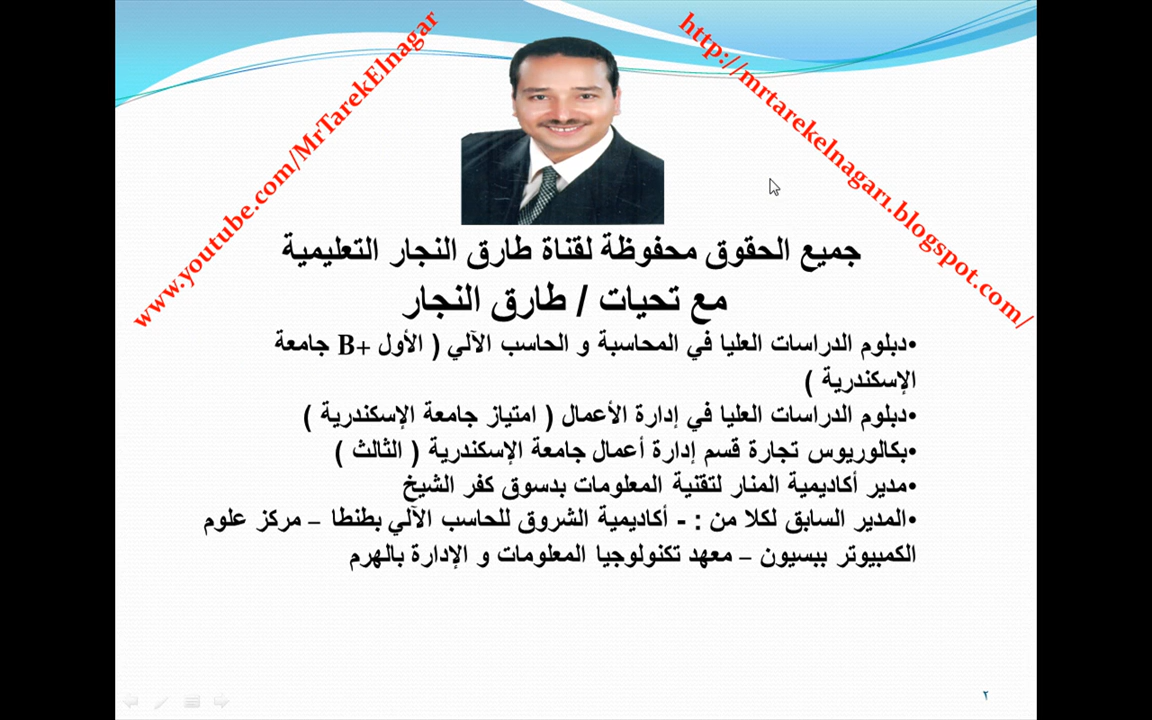 www.youtube.com/MrTarekElnagar
http://mrtarekelnagar1.blogspot.com/
جميع الحقوق محفوظة لقناة طارق النجار التعليمية
مع تحيات / طارق النجار
•دبلوم الدراسات العليا في المحاسبة و الحاسب الآلي ( الأول B+ جامعة
الإسكندرية )
•دبلوم الدراسات العليا في إدارة الأعمال ( امتياز جامعة الإسكندرية )
•بكالوريوس تجارة قسم إدارة أعمال جامعة الإسكندرية ( الثالث )
•مدير أكاديمية المنار لتقنية المعلومات بدسوق كفر الشيخ
•المدير السابق لكلا من : - أكاديمية الشروق للحاسب الآلي بطنطا – مركز علوم
الكمبيوتر ببسيون – معهد تكنولوجيا المعلومات و الإدارة بالهرم
٢